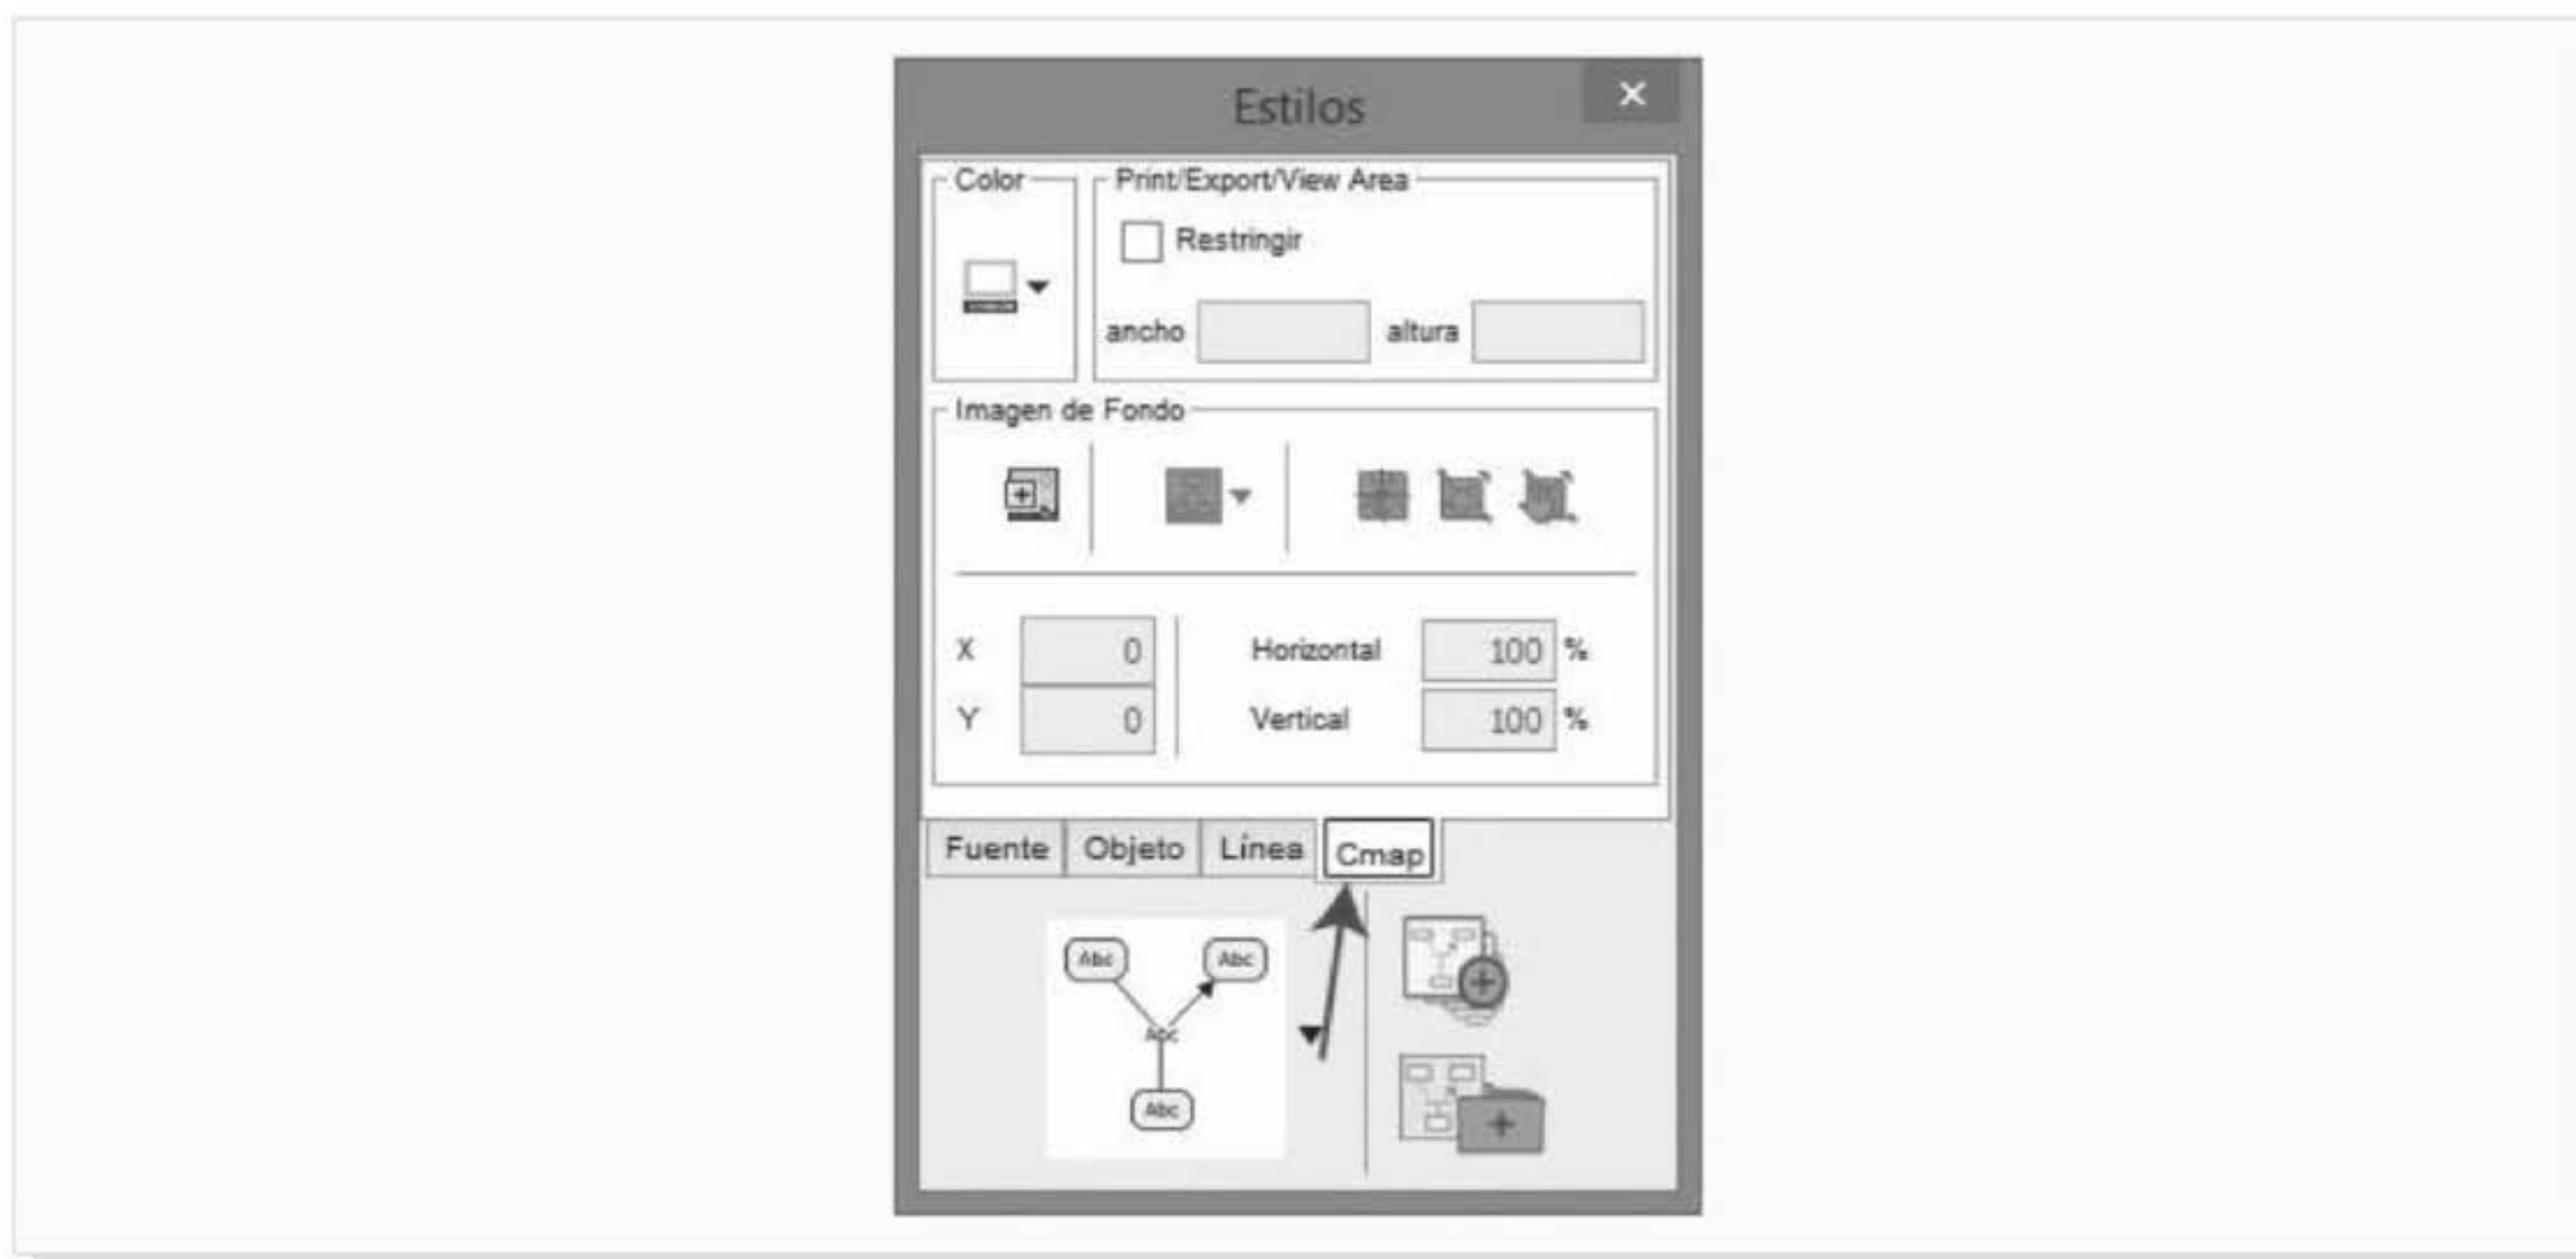 Estilos
Color
Print/Export/View Area
Restringir
ancho
altura
Imagen de Fondo
X 0 Horizontal 100 %
Y 0 Vertical 100 %
Fuente Objeto Línea Cmap
Abc Abc
Abc
Abc